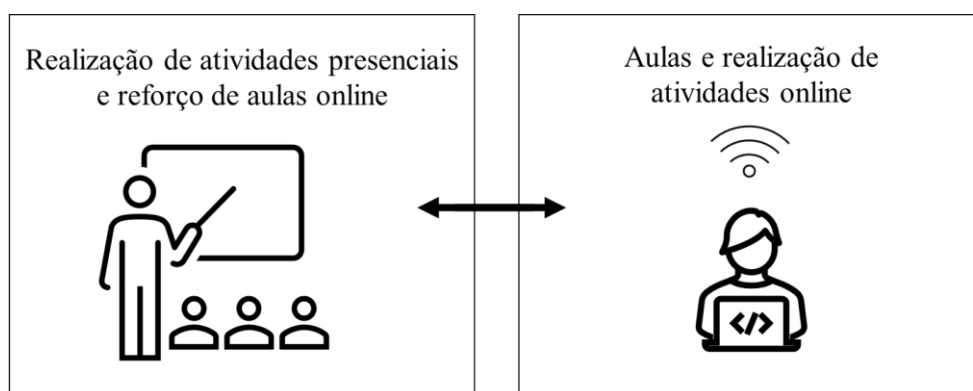 Realização de atividades presenciais
e reforço de aulas online
Aulas e realização de
atividades online
</>